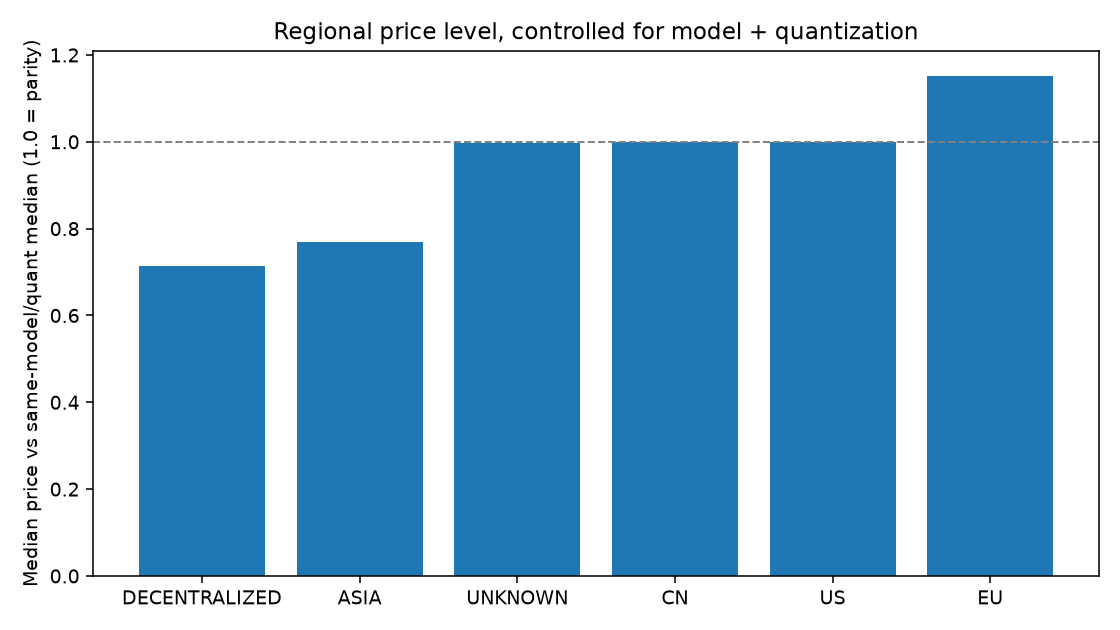 Regional price level, controlled for model + quantization
Median price vs same-model/quant median (1.0 = parity)
1.2
1.0
0.8
0.6
0.4
0.2
0.0
DECENTRALIZED
ASIA
UNKNOWN
CN
US
EU